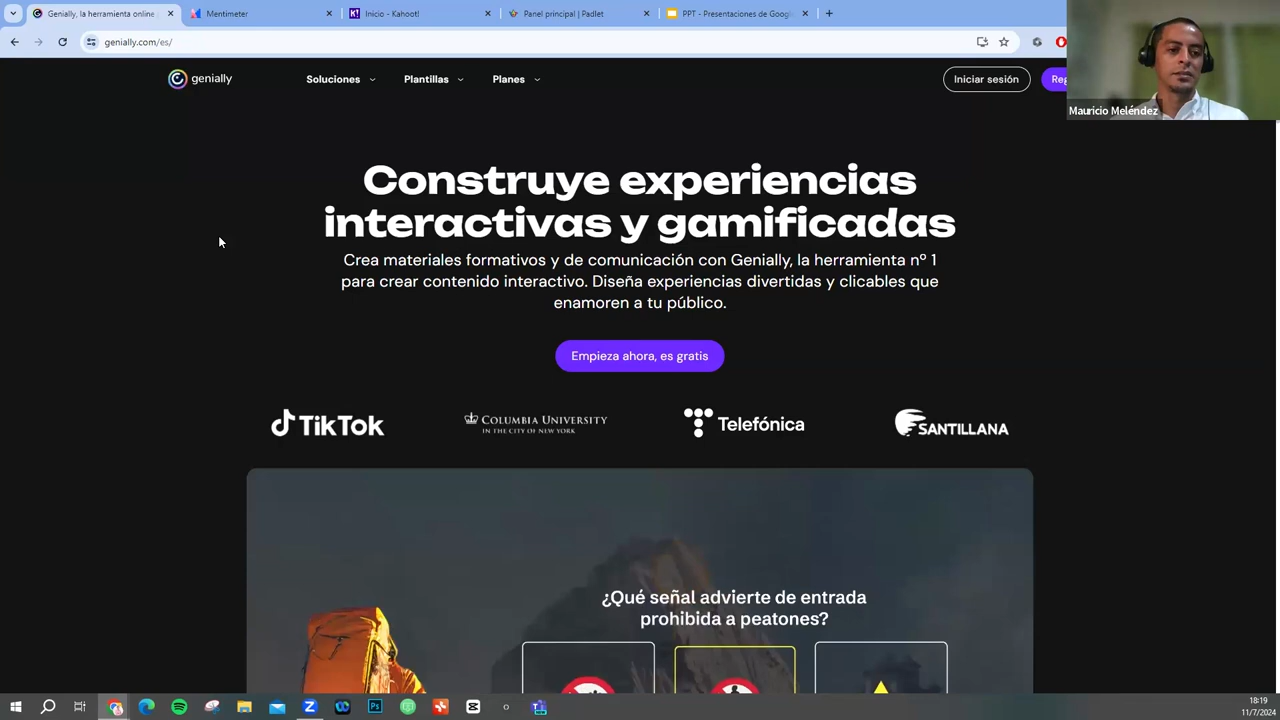 Genially, la herramienta online
Mentimeter
Inicio - Kahoot!
Panel principal | Padlet
PPT - Presentaciones de Googl
genially.com/es/
genially
Soluciones
Plantillas
Planes
Iniciar sesión
Reg
Mauricio Meléndez
Construye experiencias
interactivas y gamificadas
Crea materiales formativos y de comunicación con Genially, la herramienta nº 1
para crear contenido interactivo. Diseña experiencias divertidas y clicables que
enamoren a tu público.
Empieza ahora, es gratis
TikTok
COLUMBIA UNIVERSITY
IN THE CITY OF NEW YORK
Telefónica
SANTILLANA
¿Qué señal advierte de entrada
prohibida a peatones?
18:19
11/7/2024